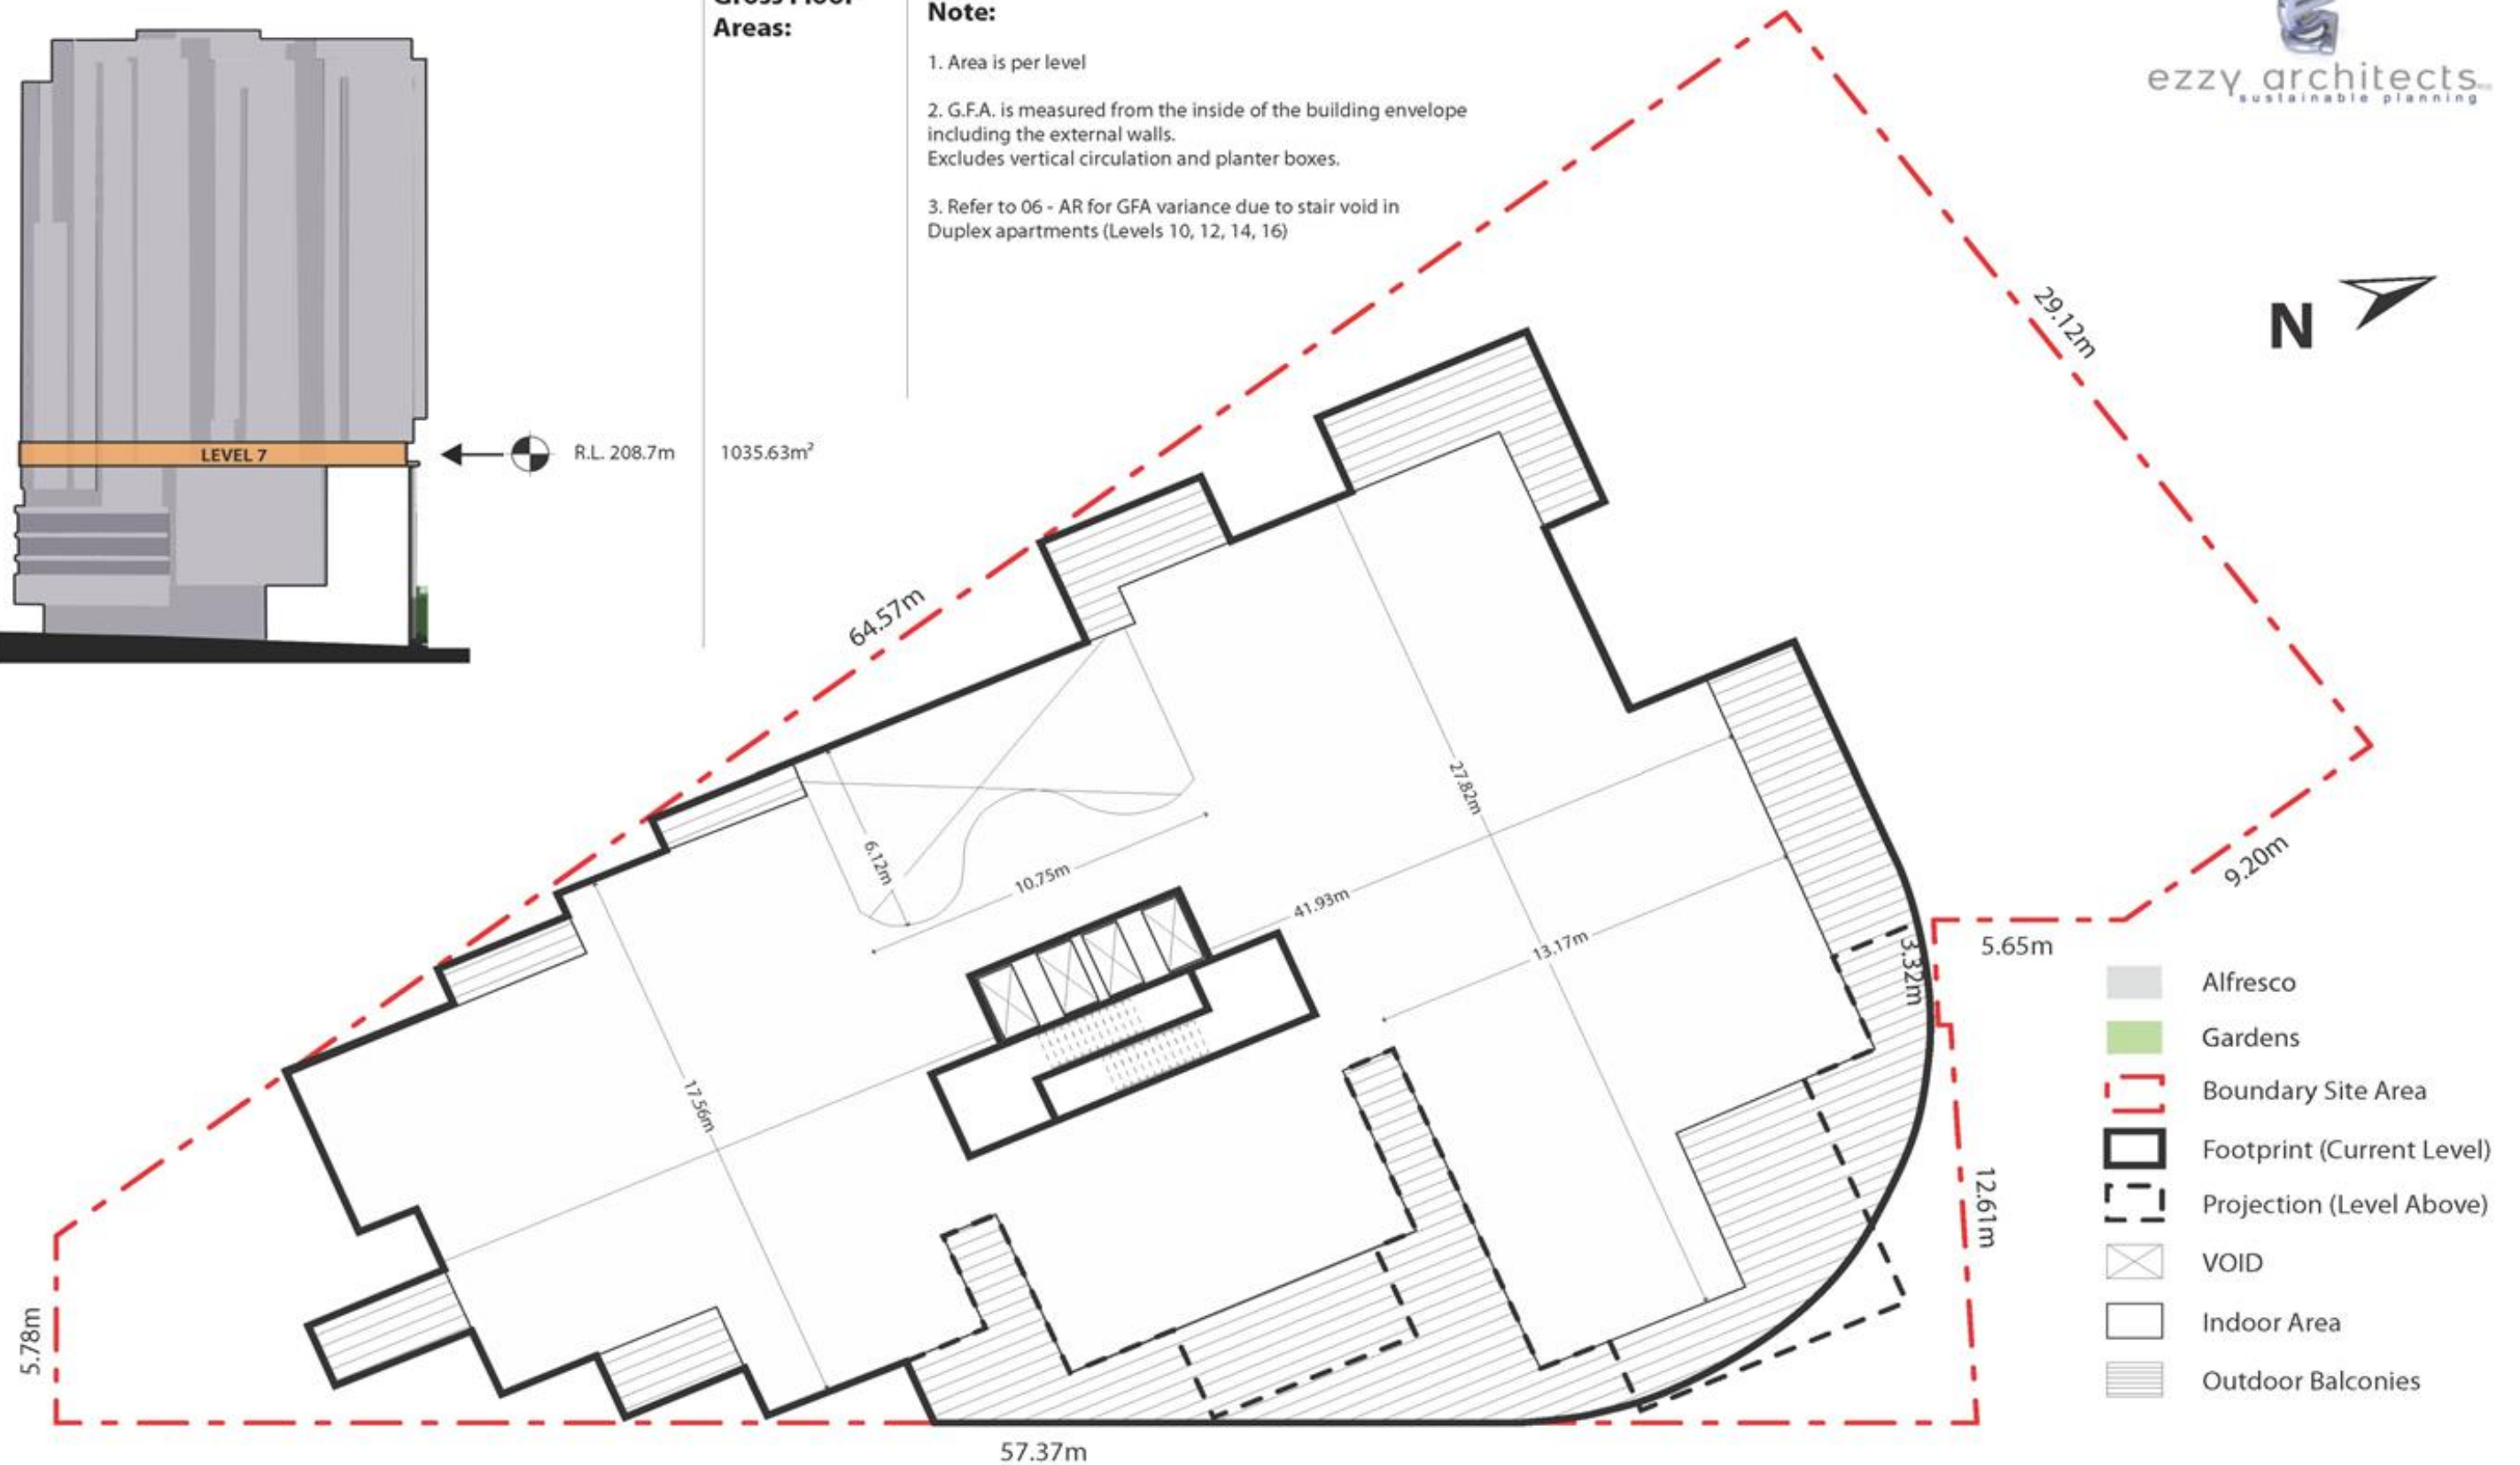 Areas:
Note:
1. Area is per level
2. G.F.A. is measured from the inside of the building envelope
including the external walls.
Excludes vertical circulation and planter boxes.
3. Refer to 06 - AR for GFA variance due to stair void in
Duplex apartments (Levels 10, 12, 14, 16)
ezzy architects
sustainable planning
N
LEVEL 7
R.L. 208.7m
1035.63m²
29.12m
64.57m
27.82m
6.12m
10.75m
41.93m
13.17m
9.20m
5.65m
3.32m
17.56m
12.61m
5.78m
57.37m
Alfresco
Gardens
Boundary Site Area
Footprint (Current Level)
Projection (Level Above)
VOID
Indoor Area
Outdoor Balconies